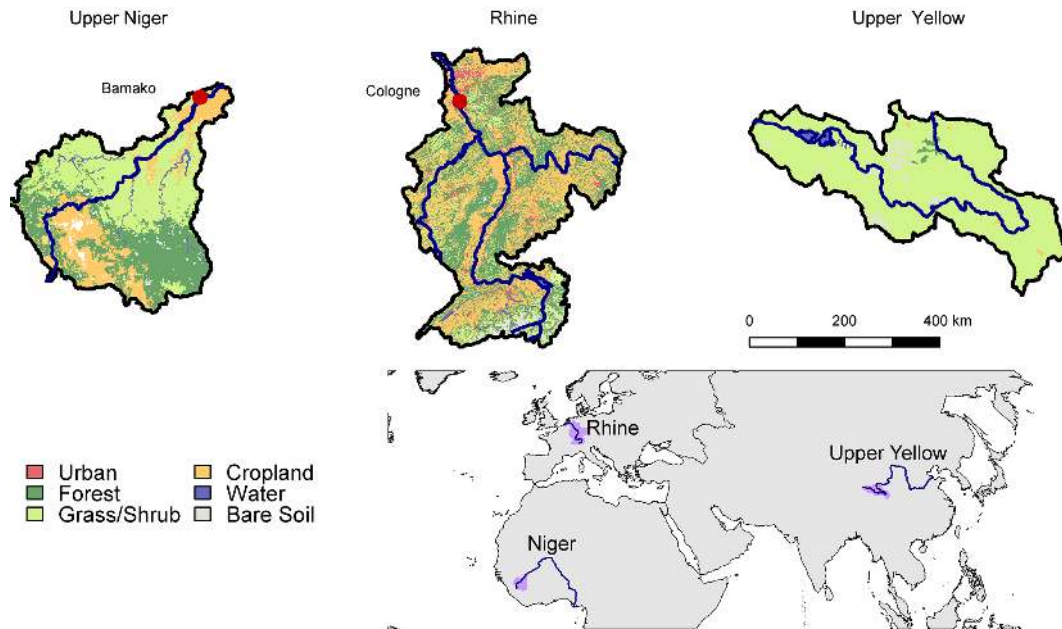 Upper Niger
Rhine
Upper Yellow
Bamako
Cologne
0 200 400 km
Rhine
Upper Yellow
Niger
Urban
Cropland
Forest
Water
Grass/Shrub
Bare Soil